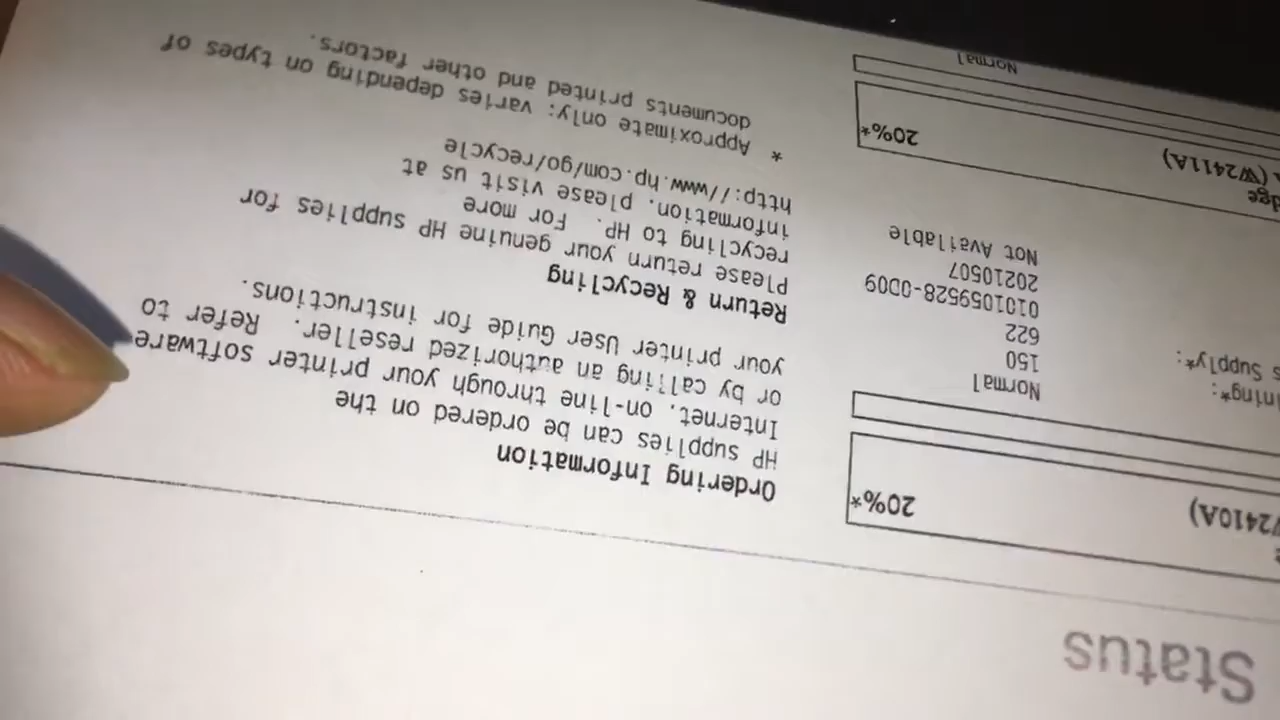 Status
W2410A)
20%*
Normal
ining*:
150
s Supply*:
622
0101059528-0D09
20210507
Not Available
(W2411A)
20%*
Normal
Ordering Information
HP supplies can be ordered on the
Internet, on-line through your printer software
or by calling an authorized reseller. Refer to
your printer User Guide for instructions.
Return & Recycling
Please return your genuine HP supplies for
recycling to HP. For more
information, please visit us at
http://www.hp.com/go/recycle
* Approximate only; varies depending on types of
documents printed and other factors.